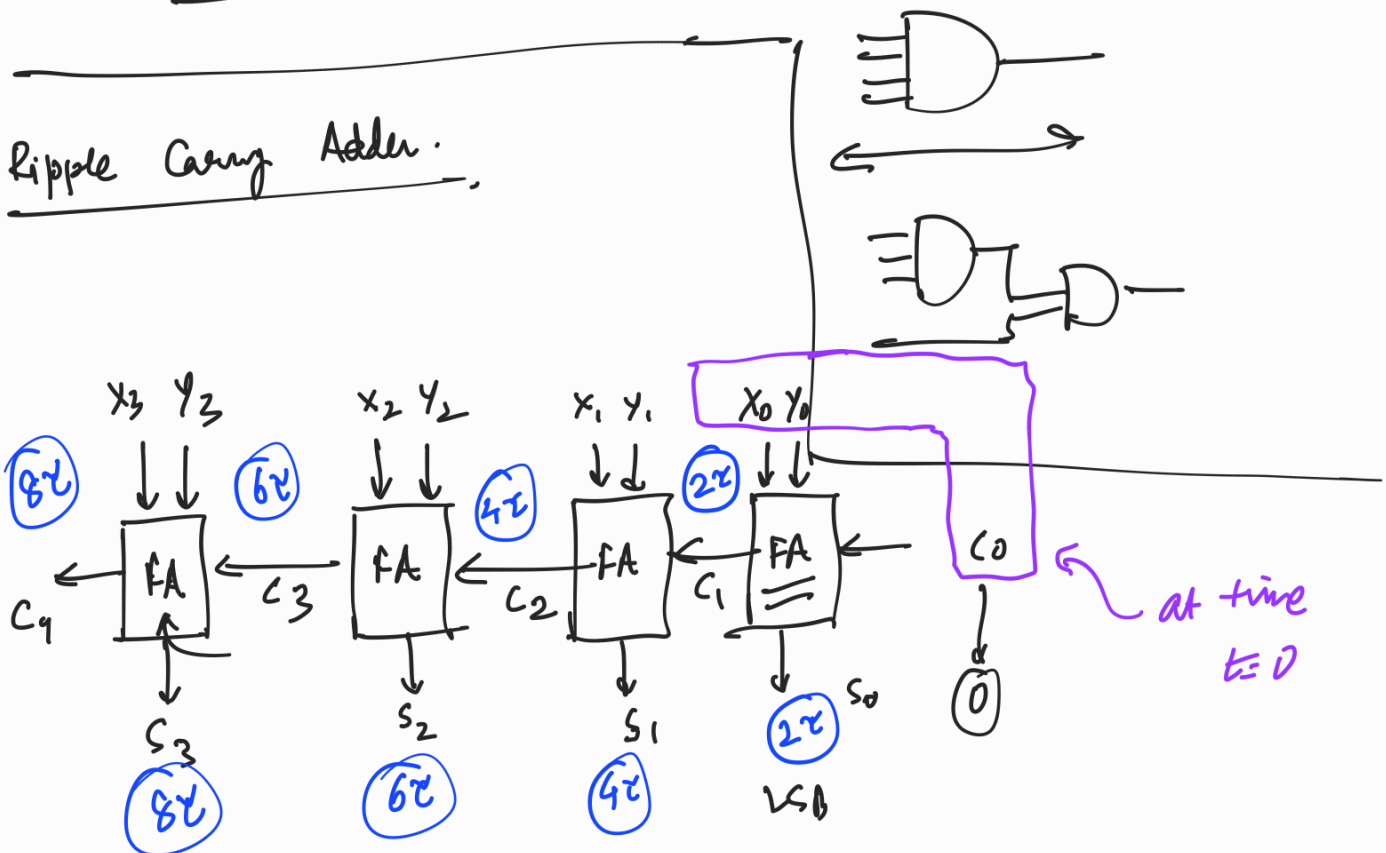 Ripple Carry Adder.
X3 Y3 X2 Y2 X1 Y1 X0 Y0
8τ 6τ 4τ 2τ
FA FA FA FA C0
C4 C3 C2 C1
at time
t=0
S3 S2 S1 S0 0
8τ 6τ 4τ 2τ
LSB